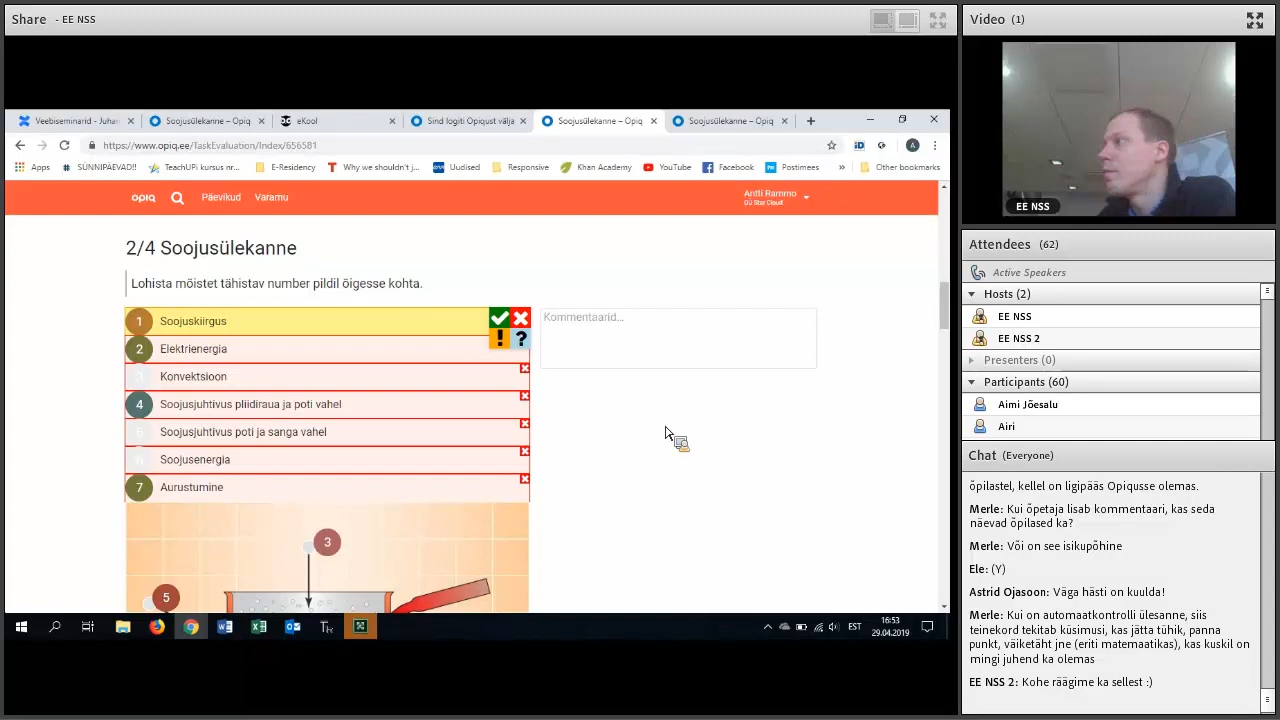 Share - EE NSS
Video (1)
Veebiseminarid - Juha
Soojusülekanne – Opiq
eKool
Sind logiti Opiqust välja
Soojusülekanne – Opiq
Soojusülekanne – Opiq
https://www.opiq.ee/TaskEvaluation/Index/656581
Apps
SÜNNIPÄEVAD!!
TeachUPi kursus nr...
E-Residency
Why we shouldn't j...
Uudised
Responsive
Khan Academy
YouTube
Facebook
Postimees
Other bookmarks
opiq
Päevikud
Varamu
Antti Rammo
OÜ Star Cloud
2/4 Soojusülekanne
Lohista mõistet tähistav number pildil õigesse kohta.
1 Soojuskiirgus
2 Elektrienergia
3 Konvektsioon
4 Soojusjuhtivus pliidiraua ja poti vahel
Soojusjuhtivus poti ja sanga vahel
Soojusenergia
7 Aurustumine
Kommentaarid...
3
5
EST
16:53
29.04.2019
EE NSS
Attendees (62)
Active Speakers
Hosts (2)
EE NSS
EE NSS 2
Presenters (0)
Participants (60)
Aimi Jõesalu
Airi
Chat (Everyone)
õpilastel, kellel on ligipääs Opiqusse olemas.
Merle: Kui õpetaja lisab kommentaari, kas seda
näevad õpilased ka?
Merle: Või on see isikupõhine
Ele: (Y)
Astrid Ojasoon: Väga hästi on kuulda!
Merle: Kui on automaatkontrolli ülesanne, siis
teinekord tekitab küsimusi, kas jätta tühik, panna
punkt, väiketäht jne (eriti matemaatikas), kas kuskil on
mingi juhend ka olemas
EE NSS 2: Kohe räägime ka sellest :)